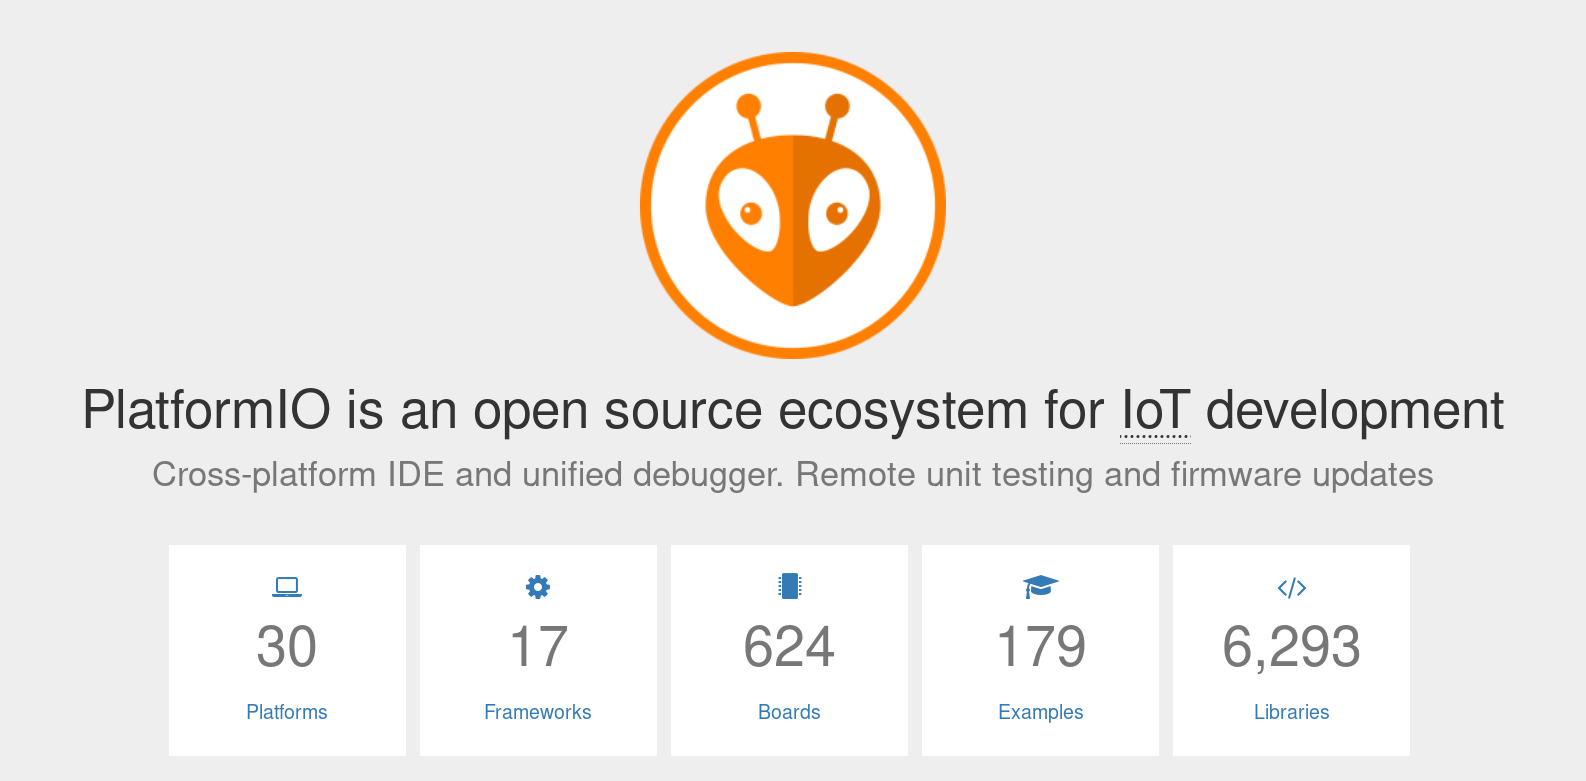 PlatformIO is an open source ecosystem for IoT development
Cross-platform IDE and unified debugger. Remote unit testing and firmware updates
30
Platforms
17
Frameworks
624
Boards
179
Examples
6,293
Libraries